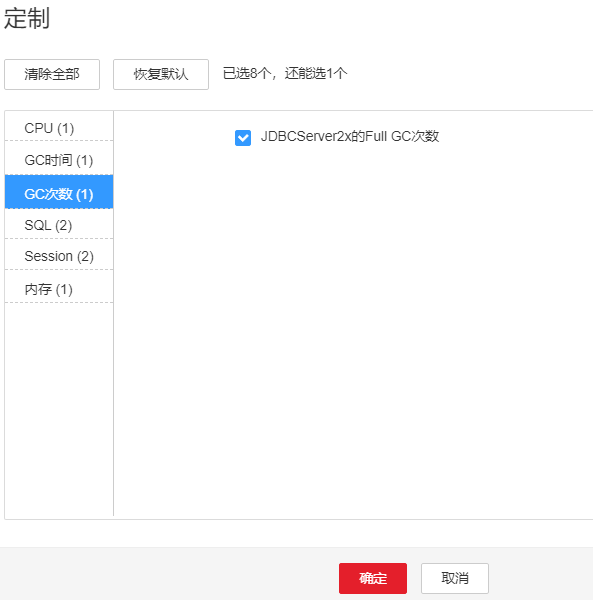 定制
清除全部 恢复默认 已选8个，还能选1个
CPU (1)
GC时间 (1)
GC次数 (1)
SQL (2)
Session (2)
内存 (1)
JDBCServer2x的Full GC次数
确定 取消